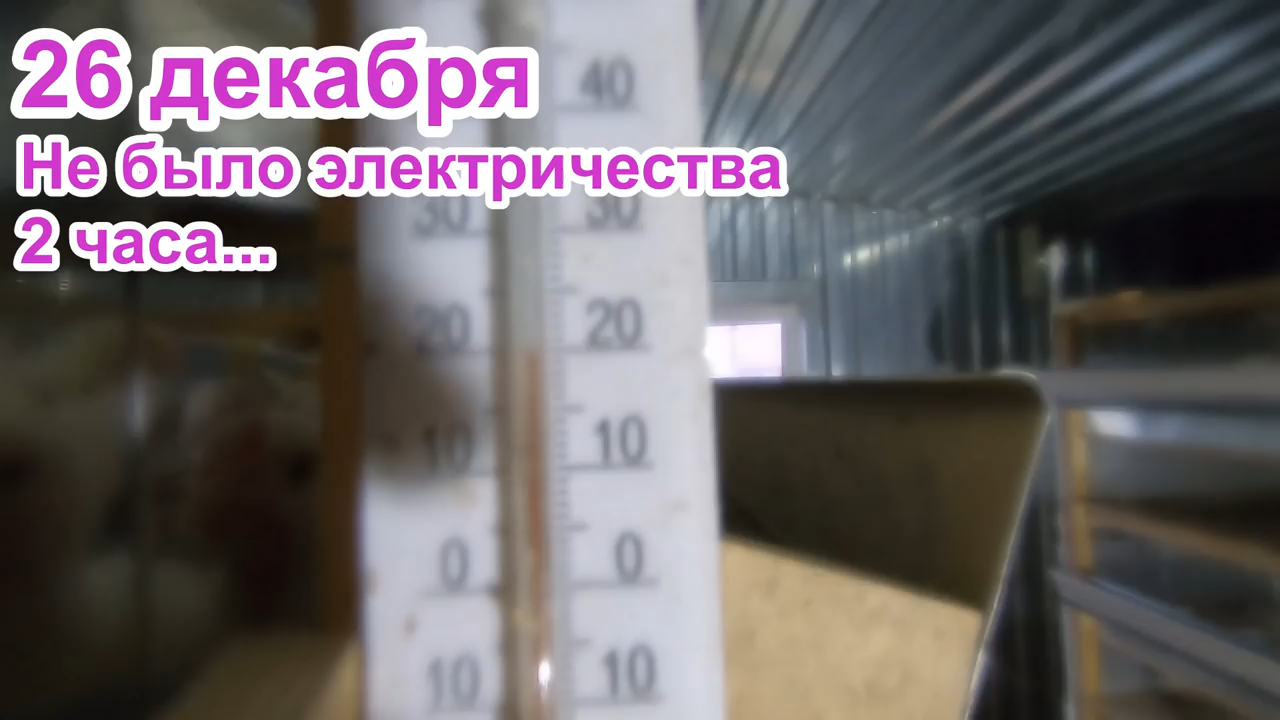 26 декабря
Не было электричества
2 часа...
40
30 30
20 20
10 10
0 0
10 10